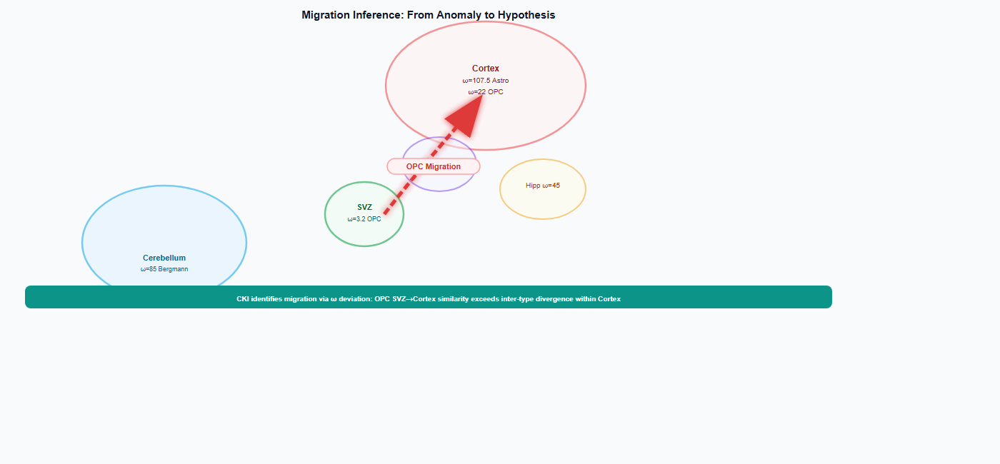 Migration Inference: From Anomaly to Hypothesis
Cortex
ω=107.5 Astro
ω=22 OPC
OPC Migration
Hipp ω=45
SVZ
ω=3.2 OPC
Cerebellum
ω=85 Bergmann
CKI identifies migration via ω deviation: OPC SVZ→Cortex similarity exceeds inter-type divergence within Cortex